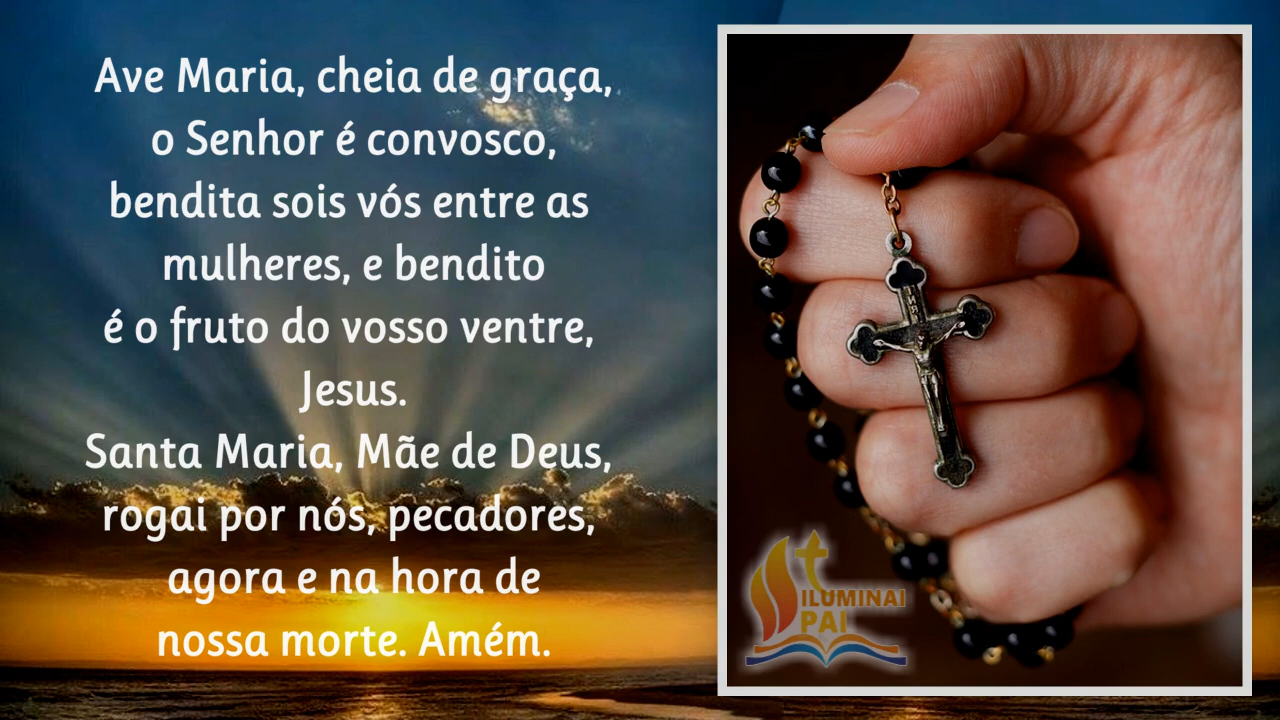 Ave Maria, cheia de graça,
o Senhor é convosco,
bendita sois vós entre as
mulheres, e bendito
é o fruto do vosso ventre,
Jesus.
Santa Maria, Mãe de Deus,
rogai por nós, pecadores,
agora e na hora de
nossa morte. Amém.
ILUMINAI
PAI